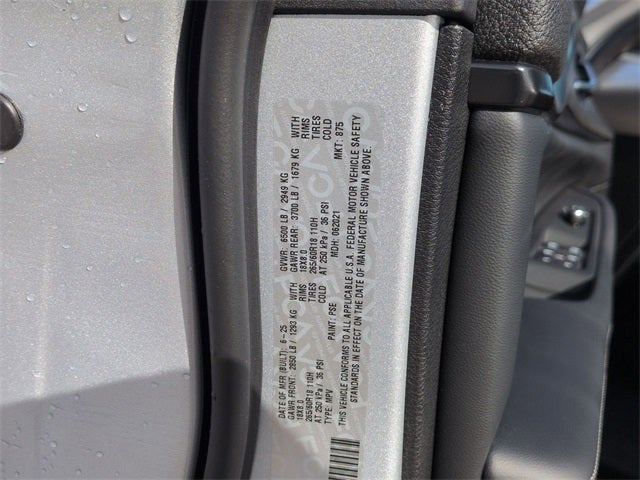 DATE OF MFR (BUILT): 6-25 GVWR: 6500 LB / 2949 KG
GAWR FRONT: 2850 LB / 1293 KG WITH GAWR REAR: 3700 LB / 1679 KG WITH
18X8.0 RIMS 18X8.0 RIMS
265/60R18 110H TIRES 265/60R18 110H TIRES
AT 250 kPa / 36 PSI COLD AT 250 kPa / 36 PSI COLD
TYPE: MPV PAINT: PSE MDH: 062021 MKT: 875
THIS VEHICLE CONFORMS TO ALL APPLICABLE U.S.A. FEDERAL MOTOR VEHICLE SAFETY
STANDARDS IN EFFECT ON THE DATE OF MANUFACTURE SHOWN ABOVE.